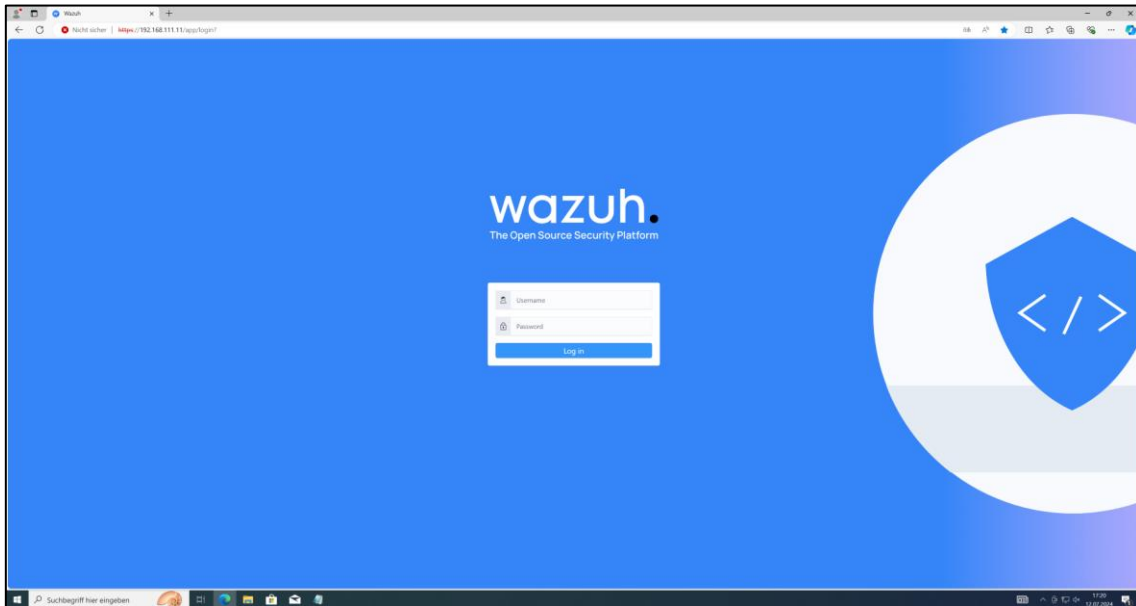 Wazuh
Nicht sicher | https://192.168.111.11/app/login?
wazuh.
The Open Source Security Platform
Username
Password
Log in
</>
Suchbegriff hier eingeben
17:20
17.07.2024